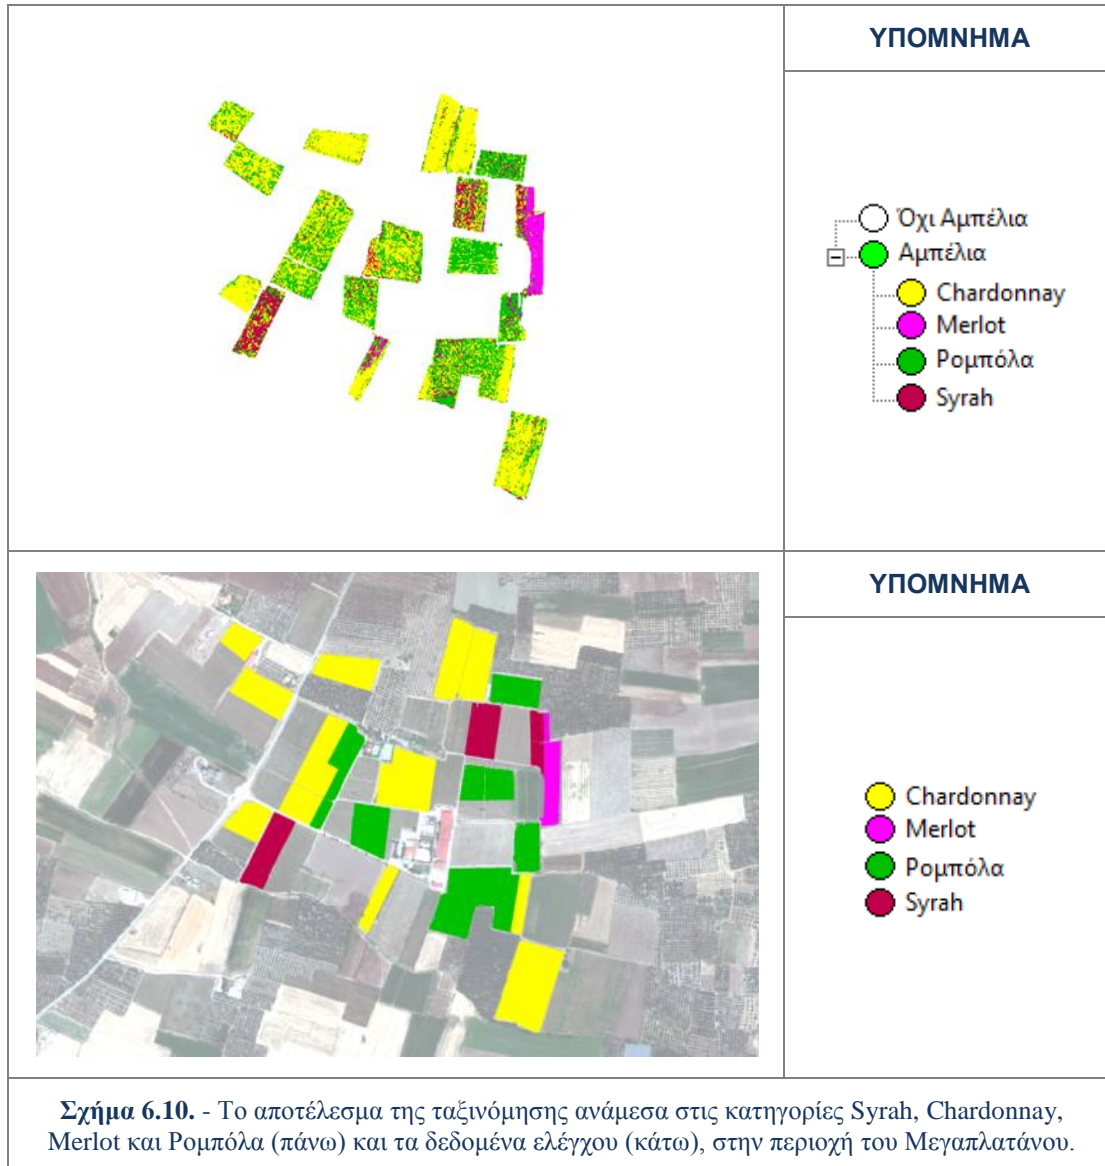 ΥΠΟΜΝΗΜΑ
Όχι Αμπέλια
Αμπέλια
Chardonnay
Merlot
Ρομπόλα
Syrah
ΥΠΟΜΝΗΜΑ
Chardonnay
Merlot
Ρομπόλα
Syrah
Σχήμα 6.10. - Το αποτέλεσμα της ταξινόμησης ανάμεσα στις κατηγορίες Syrah, Chardonnay,
Merlot και Ρομπόλα (πάνω) και τα δεδομένα ελέγχου (κάτω), στην περιοχή του Μεγαπλατάνου.